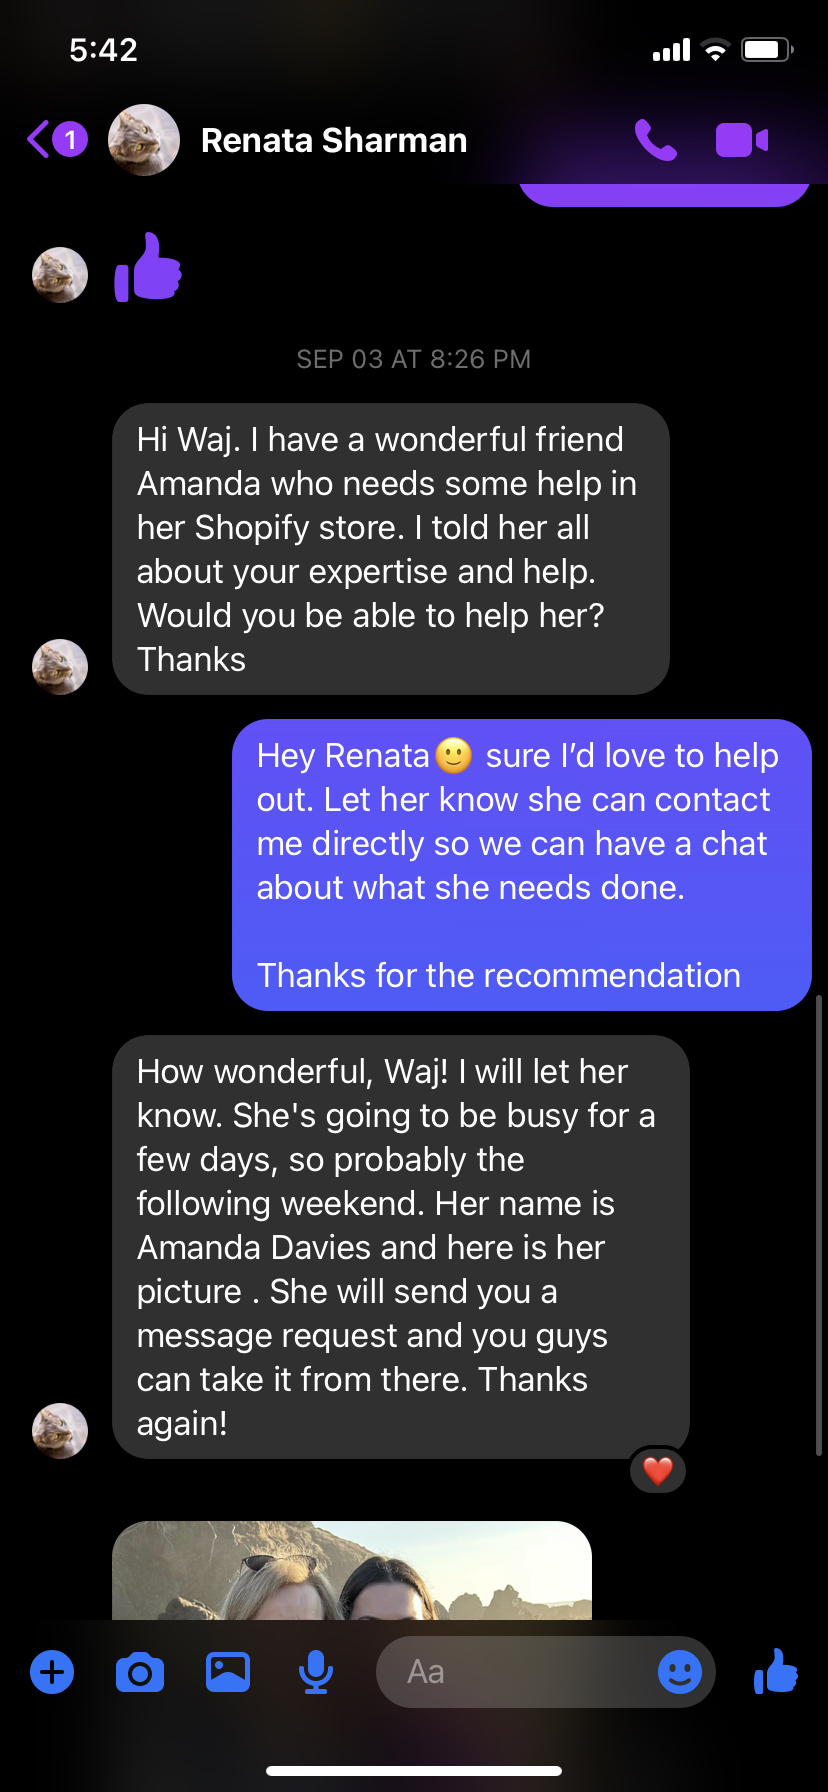 5:42
1
Renata Sharman
SEP 03 AT 8:26 PM
Hi Waj. I have a wonderful friend
Amanda who needs some help in
her Shopify store. I told her all
about your expertise and help.
Would you be able to help her?
Thanks
Hey Renata🙂 sure I’d love to help
out. Let her know she can contact
me directly so we can have a chat
about what she needs done.
Thanks for the recommendation
How wonderful, Waj! I will let her
know. She's going to be busy for a
few days, so probably the
following weekend. Her name is
Amanda Davies and here is her
picture . She will send you a
message request and you guys
can take it from there. Thanks
again!
Aa